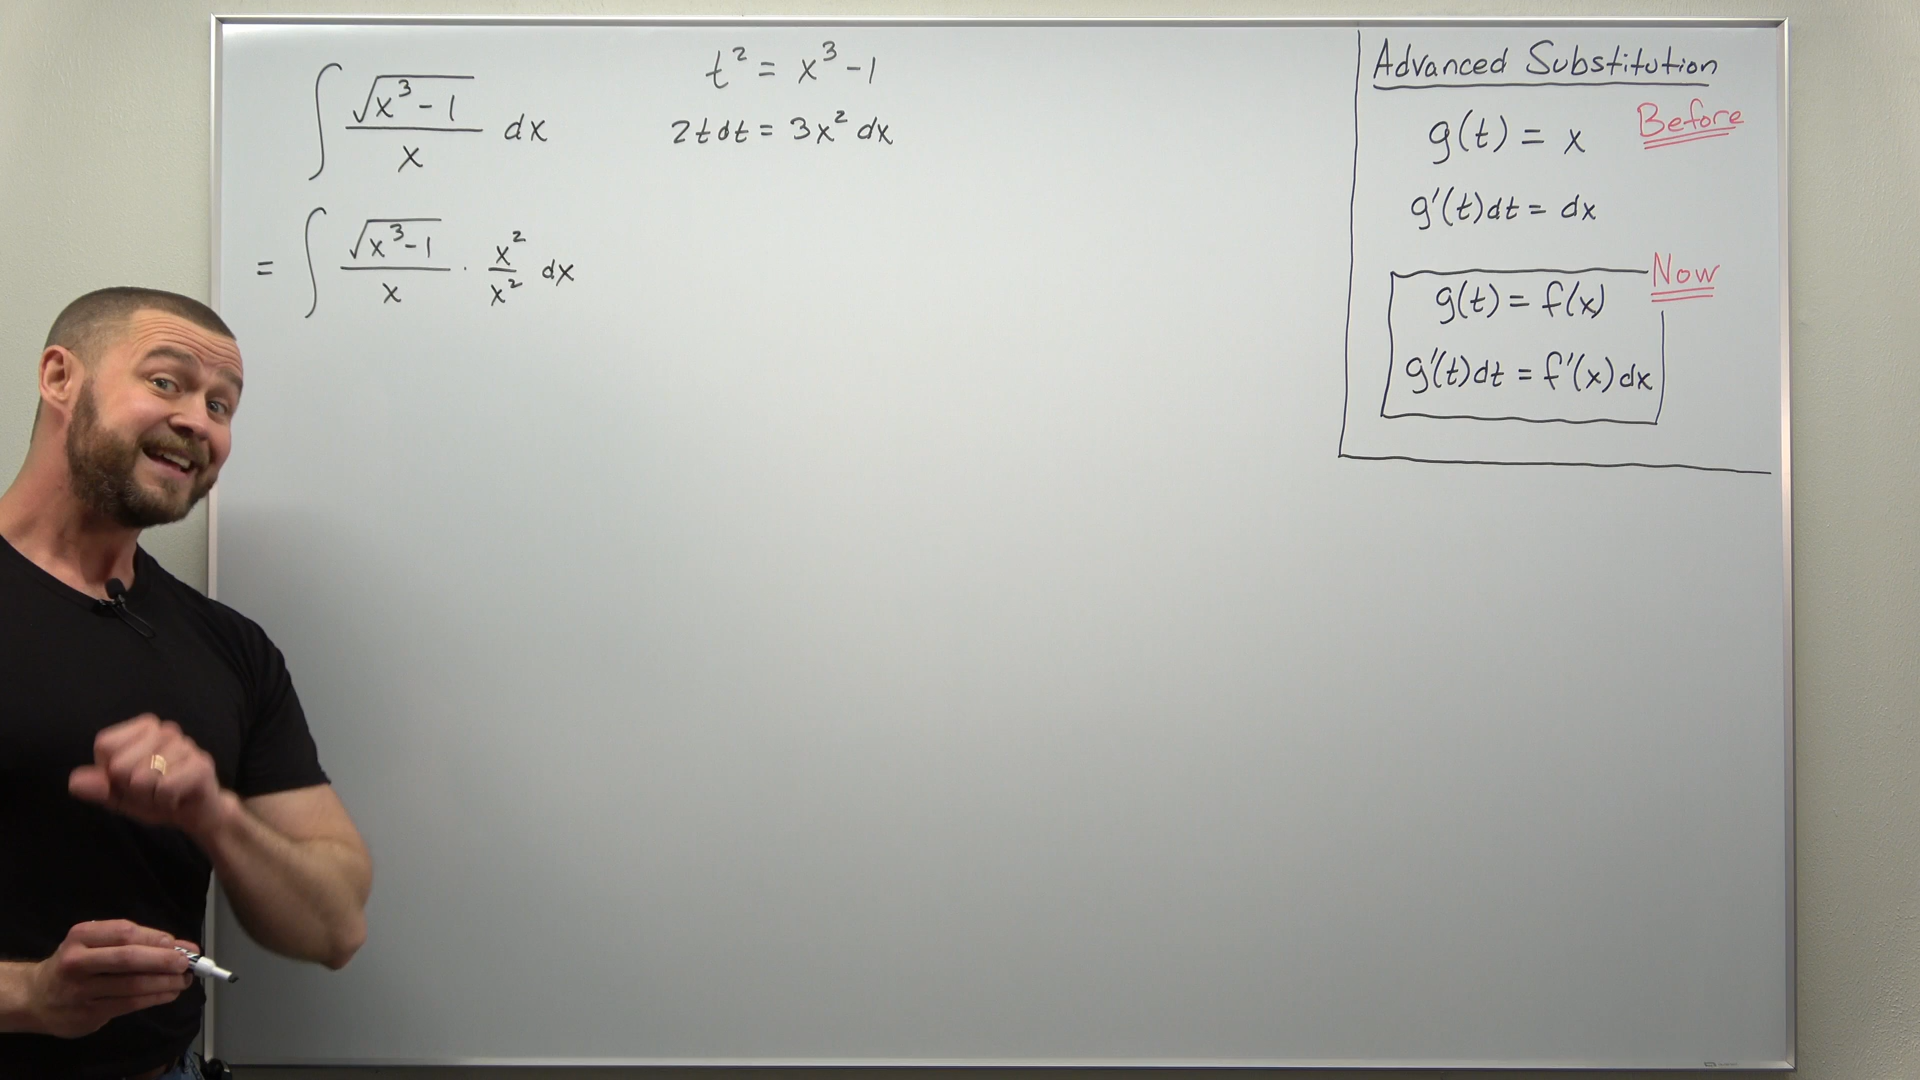 ∫ √(x³-1) / x dx
t² = x³ - 1
2t dt = 3x² dx
= ∫ √(x³-1) / x · x²/x² dx
Advanced Substitution
g(t) = x Before
g'(t)dt = dx
Now
g(t) = f(x)
g'(t)dt = f'(x)dx